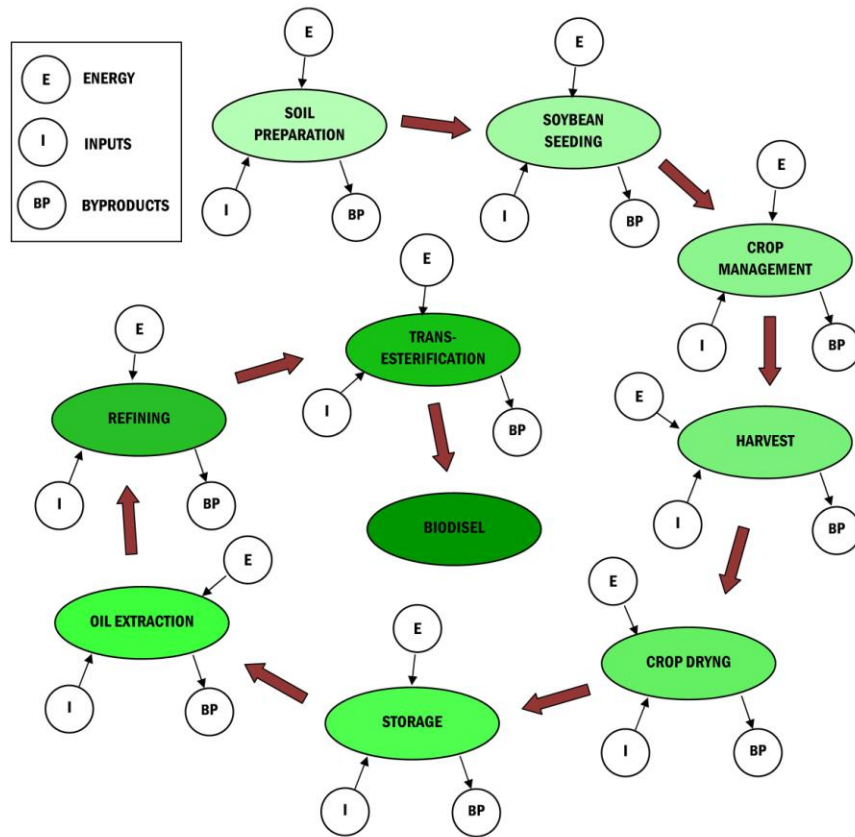 E
ENERGY
I
INPUTS
BP
BYPRODUCTS
E
SOIL
PREPARATION
I
BP
E
SOYBEAN
SEEDING
I
BP
E
CROP
MANAGEMENT
I
BP
E
HARVEST
I
BP
E
CROP DRYNG
I
BP
E
STORAGE
I
BP
E
OIL EXTRACTION
I
BP
E
REFINING
I
BP
E
TRANS-
ESTERIFICATION
I
BP
BIODISEL